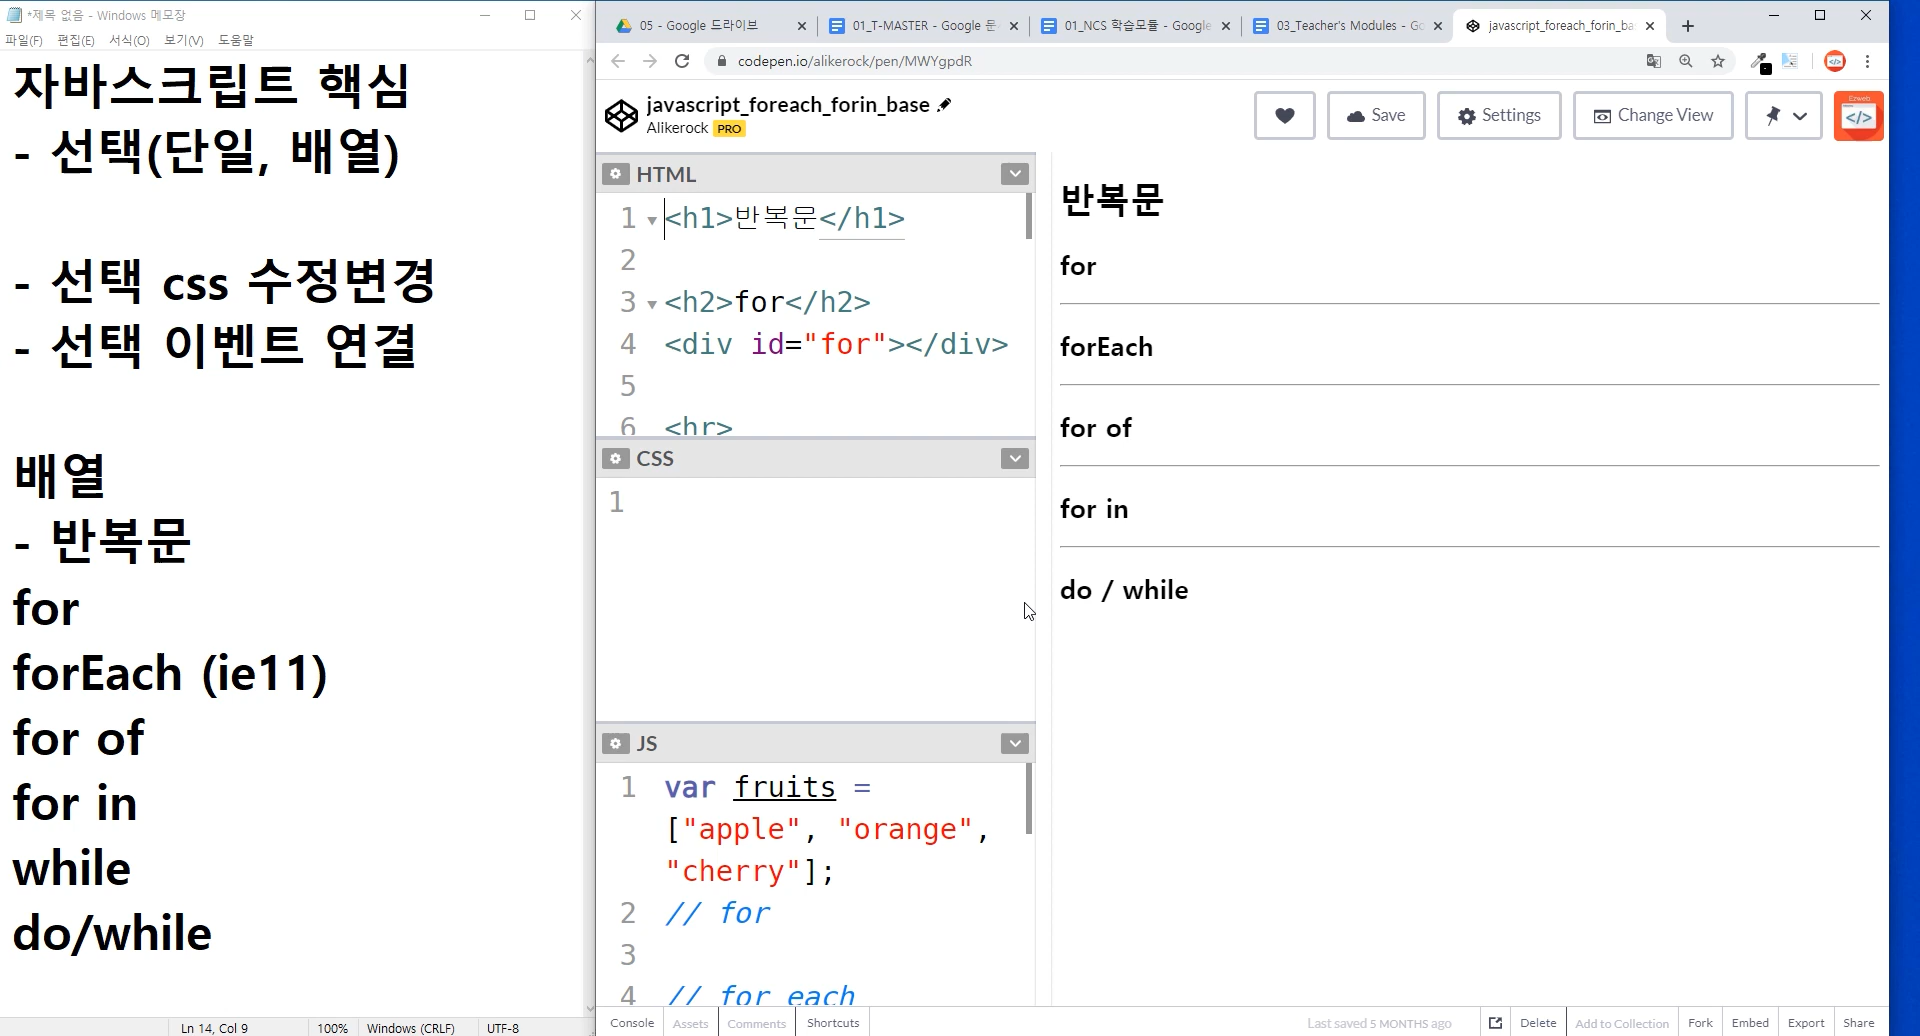 *제목 없음 - Windows 메모장
파일(F) 편집(E) 서식(O) 보기(V) 도움말
자바스크립트 핵심
- 선택(단일, 배열)
- 선택 css 수정변경
- 선택 이벤트 연결
배열
- 반복문
for
forEach (ie11)
for of
for in
while
do/while
Ln 14, Col 9 100% Windows (CRLF) UTF-8
05 - Google 드라이브
01_T-MASTER - Google 문
01_NCS 학습모듈 - Google
03_Teacher's Modules - Go
javascript_foreach_forin_ba
codepen.io/alikerock/pen/MWYgpdR
javascript_foreach_forin_base
Alikerock PRO
Save
Settings
Change View
Ezweb
</>
HTML
1 <h1>반복문</h1>
2
3 <h2>for</h2>
4 <div id="for"></div>
5
6 <hr>
CSS
1
JS
1 var fruits =
["apple", "orange",
"cherry"];
2 // for
3
4 // for each
반복문
for
forEach
for of
for in
do / while
Console Assets Comments Shortcuts
Last saved 5 MONTHS ago
Delete Add to Collection Fork Embed Export Share